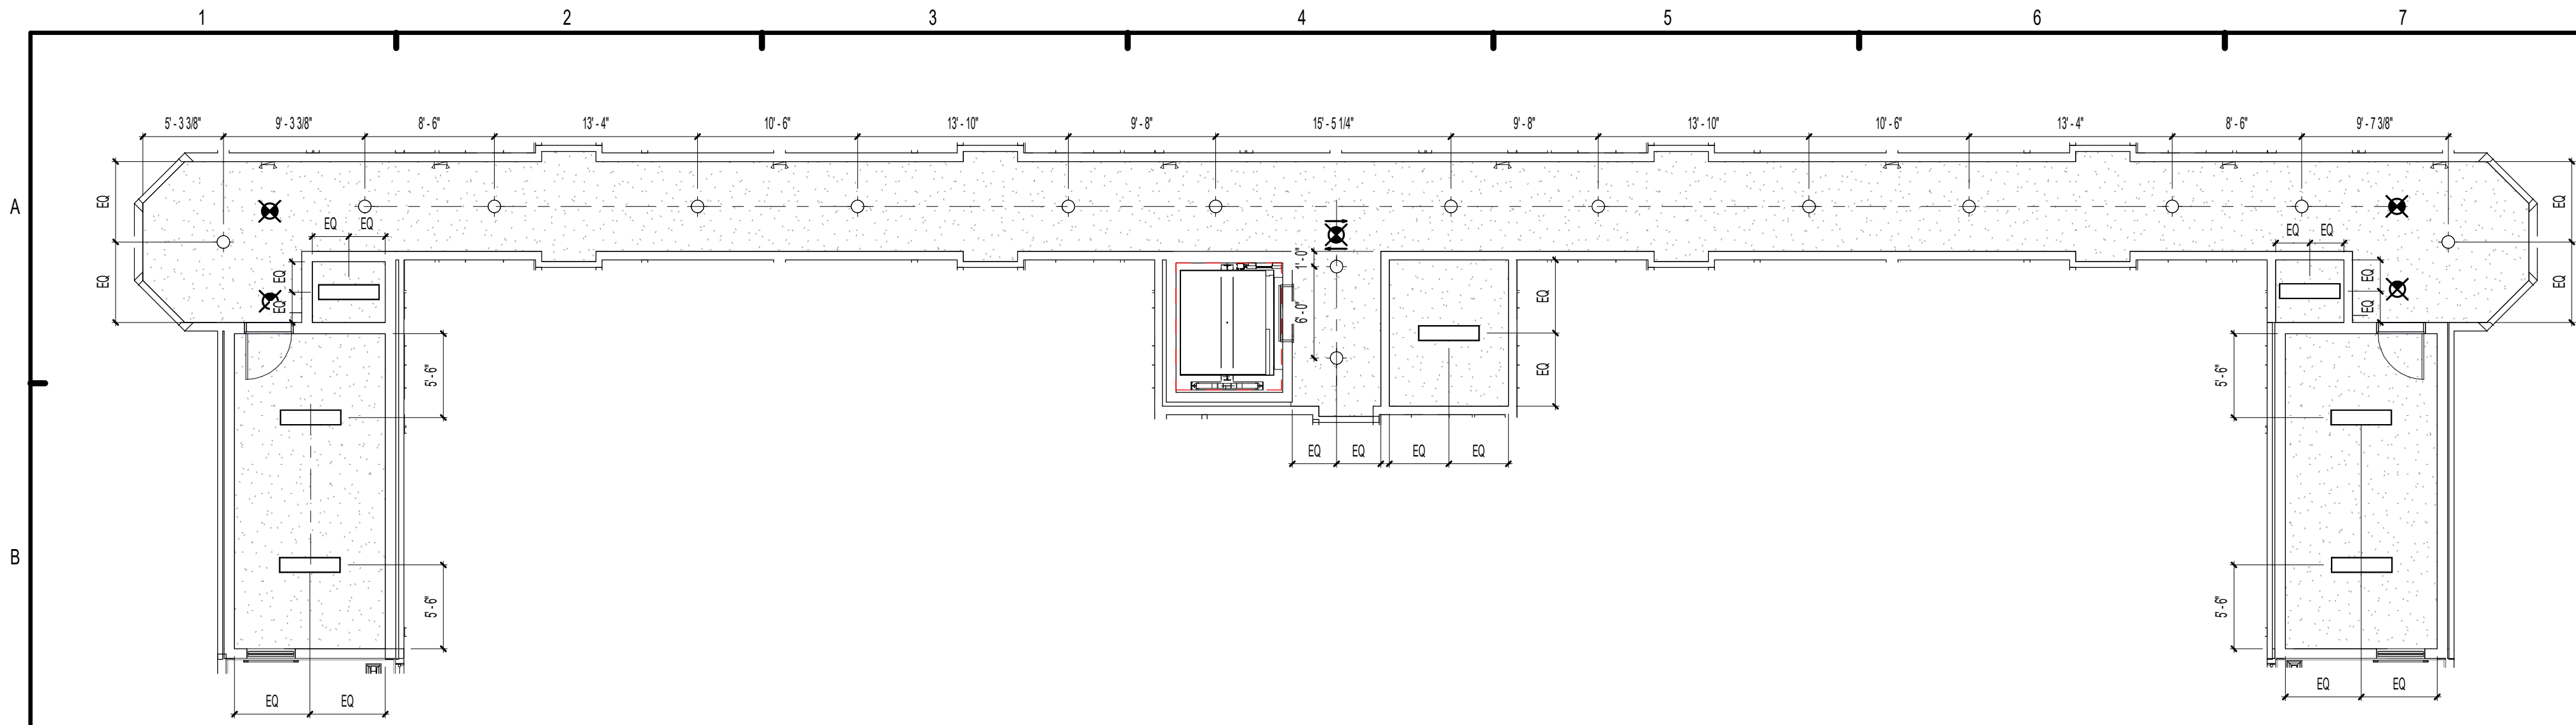 1 2 3 4 5 6 7
5' - 3 3/8" 9' - 3 3/8" 8' - 6" 13' - 4" 10' - 6" 13' - 10" 9' - 8" 15' - 5 1/4" 9' - 8" 13' - 10" 10' - 6" 13' - 4" 8' - 6" 9' - 7 3/8"
A
EQ
EQ
EQ EQ
EQ
EQ
1' - 0"
6' - 0"
EQ
EQ
EQ EQ
EQ
EQ
EQ
EQ
5' - 6"
5' - 6"
EQ EQ EQ EQ
B
5' - 6"
5' - 6"
EQ EQ
EQ EQ